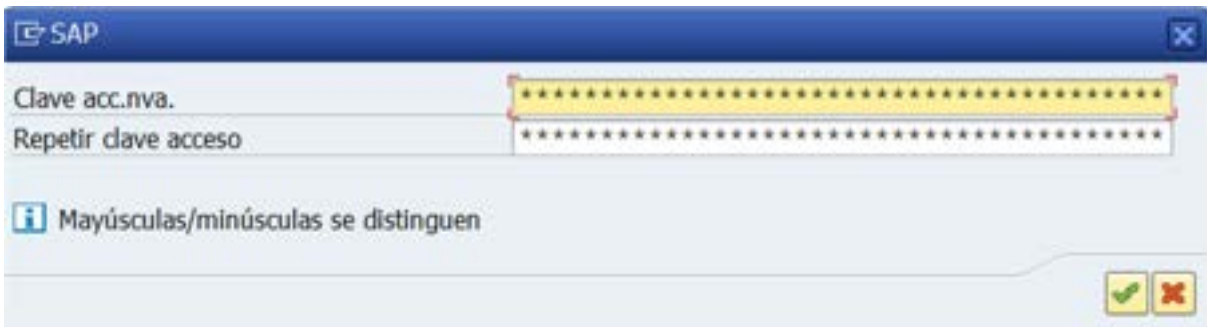 SAP
Clave acc.nva. ****************************************
Repetir clave acceso ****************************************
Mayúsculas/minúsculas se distinguen